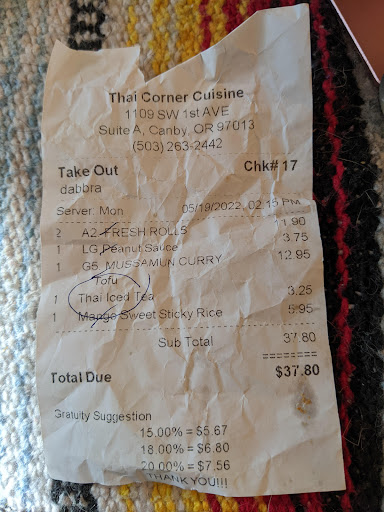 Thai Corner Cuisine
1109 SW 1st AVE
Suite A, Canby, OR 97013
(503) 263-2442
Take Out Chk# 17
dabbra
Server: Mon 05/19/2022, 02:15 PM
2 A2. FRESH ROLLS 11.90
1 LG Peanut Sauce 3.75
1 G5. MUSSAMUN CURRY 12.95
Tofu
1 Thai Iced Tea 3.25
1 Mango Sweet Sticky Rice 5.95
Sub Total 37.80
========
Total Due $37.80
Gratuity Suggestion
15.00% = $5.67
18.00% = $6.80
20.00% = $7.56
THANK YOU!!!